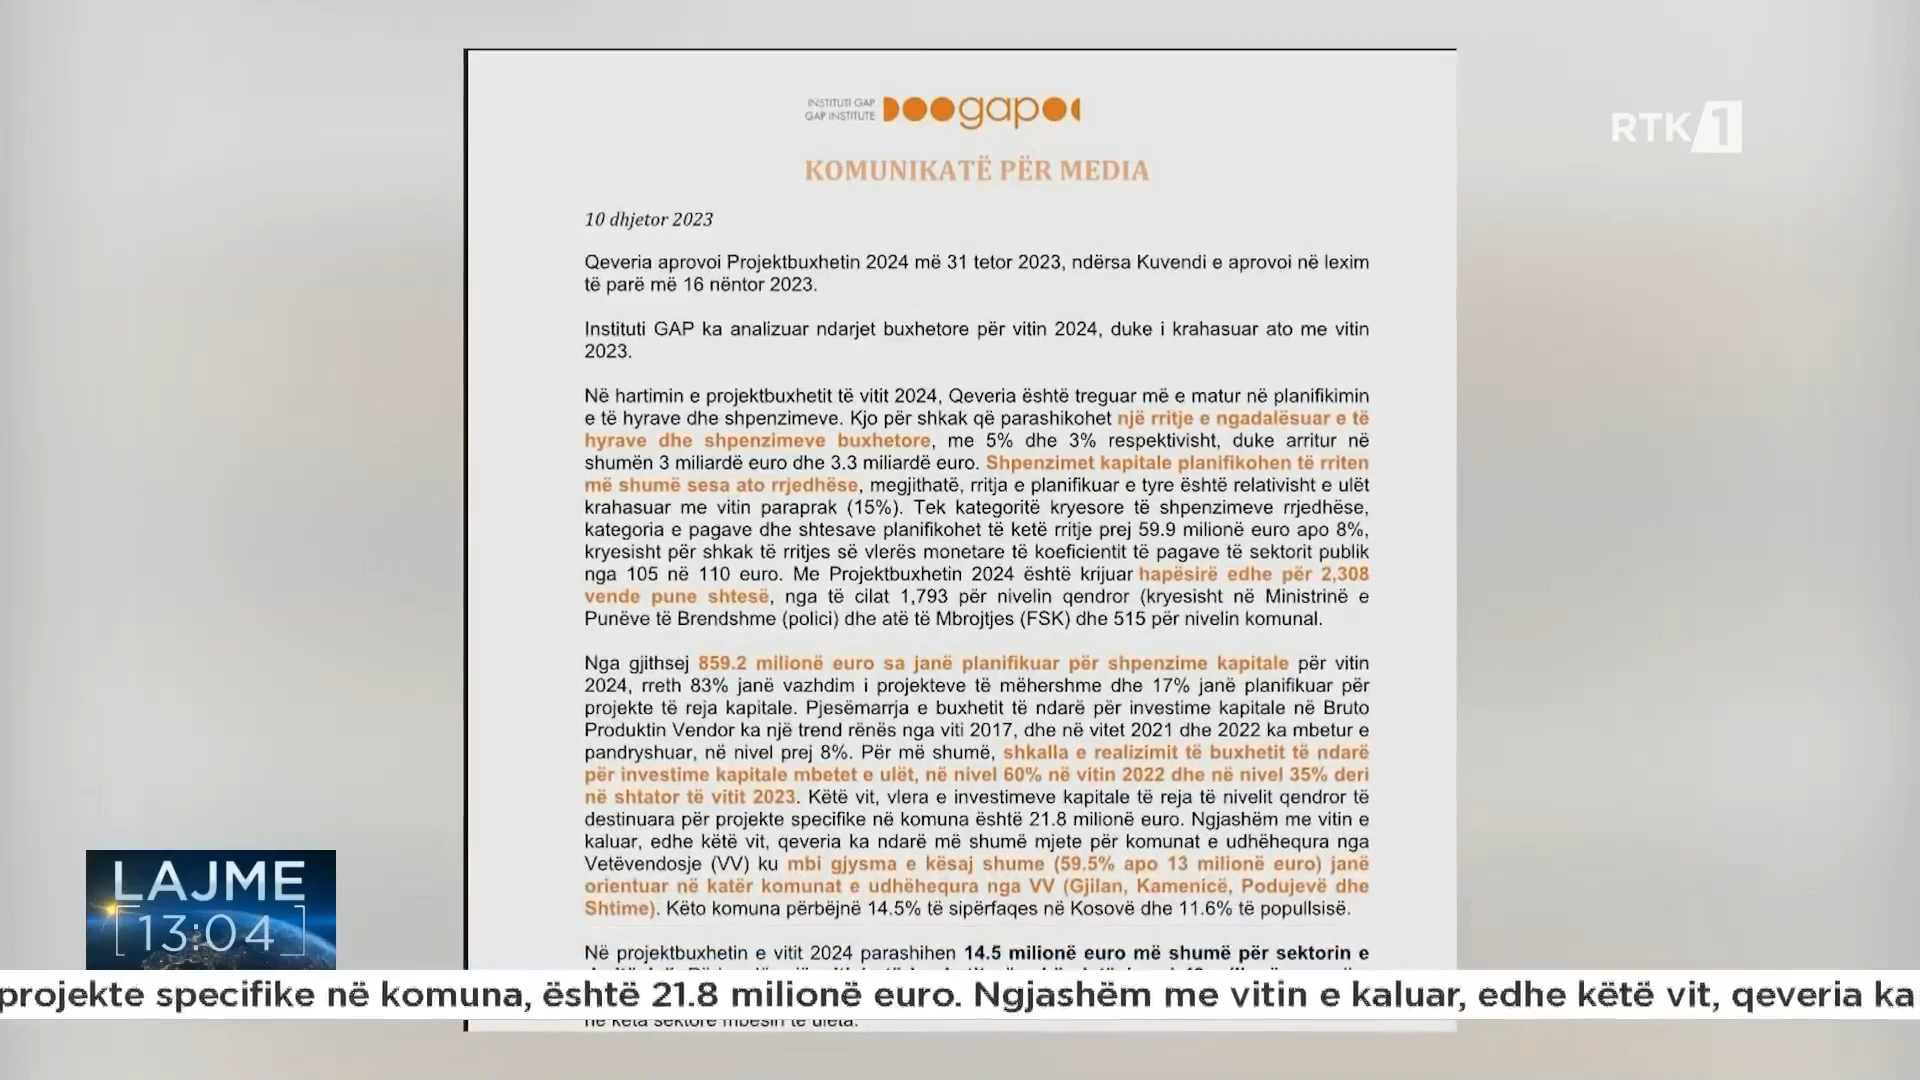 INSTITUTI GAP
GAP INSTITUTE
gap
RTK 1
KOMUNIKATË PËR MEDIA
10 dhjetor 2023
Qeveria aprovoi Projektbuxhetin 2024 më 31 tetor 2023, ndërsa Kuvendi e aprovoi në lexim
të parë më 16 nëntor 2023.
Instituti GAP ka analizuar ndarjet buxhetore për vitin 2024, duke i krahasuar ato me vitin
2023.
Në hartimin e projektbuxhetit të vitit 2024, Qeveria është treguar më e matur në planifikimin
e të hyrave dhe shpenzimeve. Kjo për shkak që parashikohet një rritje e ngadalësuar e të
hyrave dhe shpenzimeve buxhetore, me 5% dhe 3% respektivisht, duke arritur në
shumën 3 miliardë euro dhe 3.3 miliardë euro. Shpenzimet kapitale planifikohen të rriten
më shumë sesa ato rrjedhëse, megjithatë, rritja e planifikuar e tyre është relativisht e ulët
krahasuar me vitin paraprak (15%). Tek kategoritë kryesore të shpenzimeve rrjedhëse,
kategoria e pagave dhe shtesave planifikohet të ketë rritje prej 59.9 milionë euro apo 8%,
kryesisht për shkak të rritjes së vlerës monetare të koeficientit të pagave të sektorit publik
nga 105 në 110 euro. Me Projektbuxhetin 2024 është krijuar hapësirë edhe për 2,308
vende pune shtesë, nga të cilat 1,793 për nivelin qendror (kryesisht në Ministrinë e
Punëve të Brendshme (polici) dhe atë të Mbrojtjes (FSK) dhe 515 për nivelin komunal.
Nga gjithsej 859.2 milionë euro sa janë planifikuar për shpenzime kapitale për vitin
2024, rreth 83% janë vazhdim i projekteve të mëhershme dhe 17% janë planifikuar për
projekte të reja kapitale. Pjesëmarrja e buxhetit të ndarë për investime kapitale në Bruto
Produktin Vendor ka një trend rënës nga viti 2017, dhe në vitet 2021 dhe 2022 ka mbetur e
pandryshuar, në nivel prej 8%. Për më shumë, shkalla e realizimit të buxhetit të ndarë
për investime kapitale mbetet e ulët, në nivel 60% në vitin 2022 dhe në nivel 35% deri
në shtator të vitit 2023. Këtë vit, vlera e investimeve kapitale të reja të nivelit qendror të
destinuara për projekte specifike në komuna është 21.8 milionë euro. Ngjashëm me vitin e
kaluar, edhe këtë vit, qeveria ka ndarë më shumë mjete për komunat e udhëhequra nga
Vetëvendosje (VV) ku mbi gjysma e kësaj shume (59.5% apo 13 milionë euro) janë
orientuar në katër komunat e udhëhequra nga VV (Gjilan, Kamenicë, Podujevë dhe
Shtime). Këto komuna përbëjnë 14.5% të sipërfaqes në Kosovë dhe 11.6% të popullsisë.
Në projektbuxhetin e vitit 2024 parashihen 14.5 milionë euro më shumë për sektorin e
LAJME
13:04
projekte specifike në komuna, është 21.8 milionë euro. Ngjashëm me vitin e kaluar, edhe këtë vit, qeveria ka